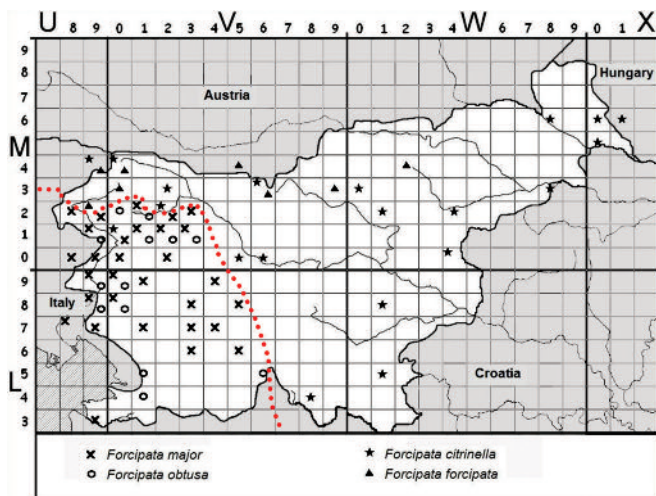 U V W X
8 9 0 1 2 3 4 5 6 7 8 9 0 1 2 3 4 5 6 7 8 9 0 1
9
8 Hungary
7 Austria
6
5
M
4
3
2
1
0
9
Italy
8
7
6
L
5 Croatia
4
3
Forcipata major Forcipata citrinella
Forcipata obtusa Forcipata forcipata